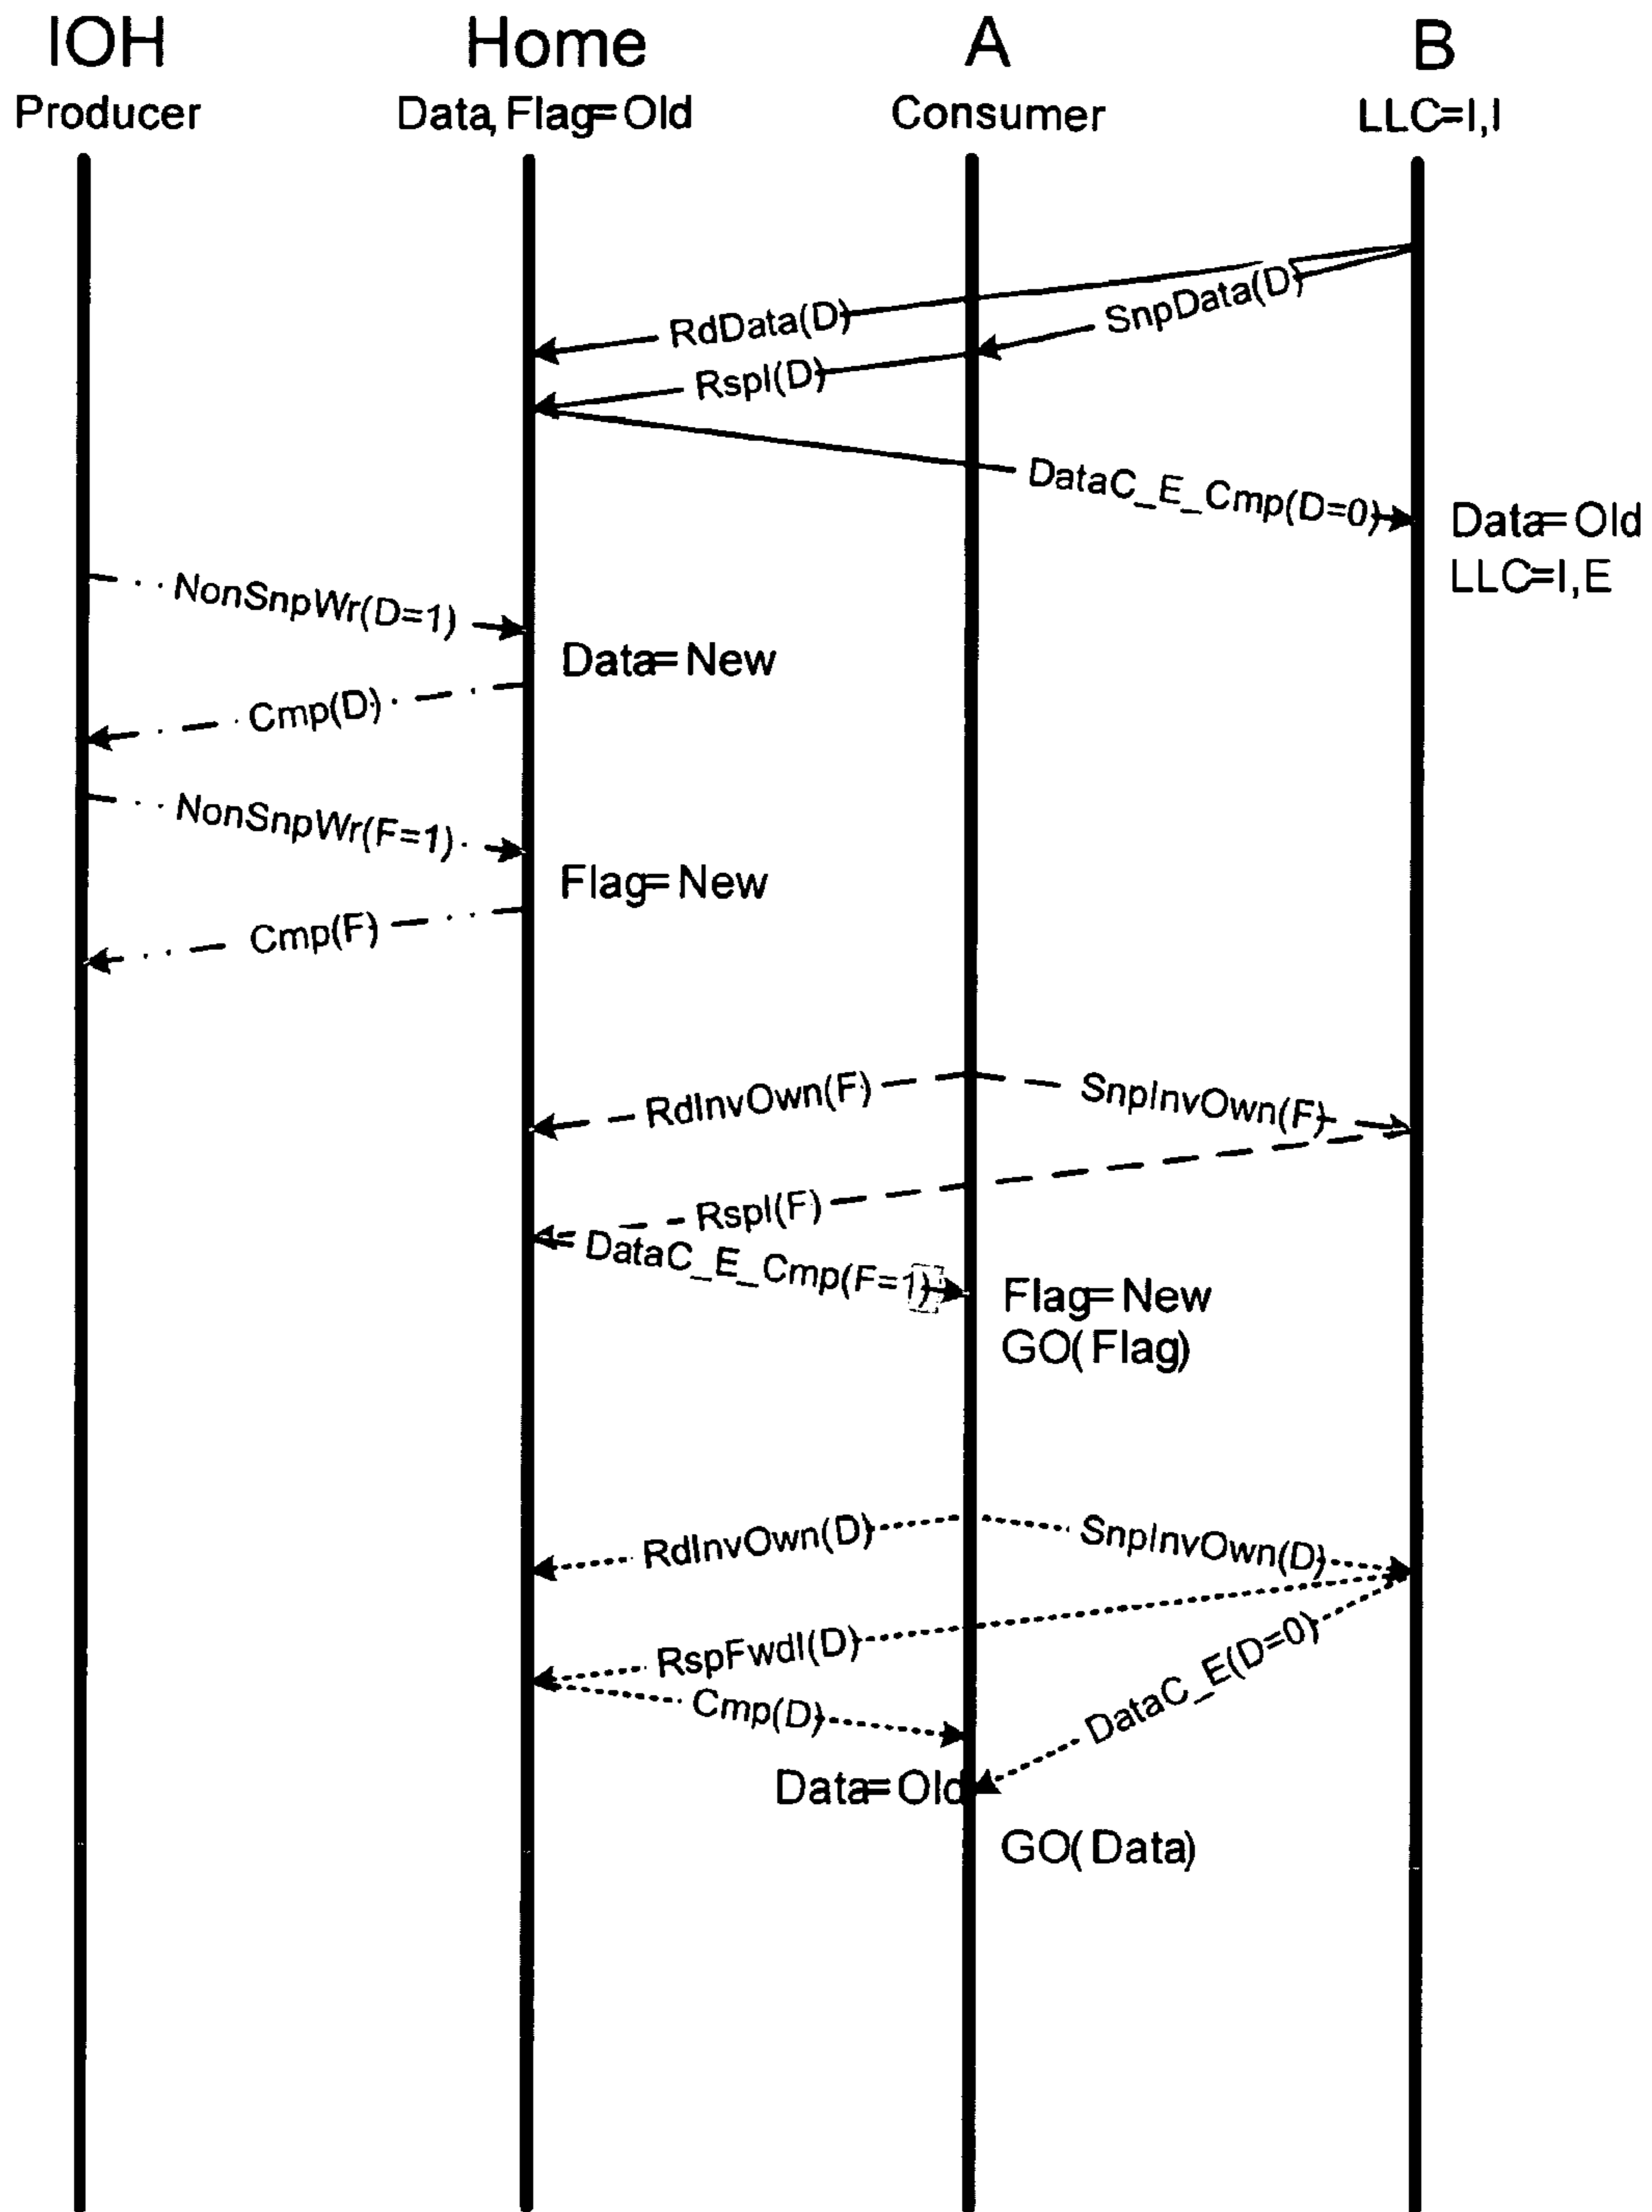 IOH
Home
A
B
Producer
Data, Flag=Old
Consumer
LLC=I,I
RdData(D)
SnpData(D)
RspI(D)
DataC_E_Cmp(D=0)
Data=Old
LLC=I,E
NonSnpWr(D=1)
Data=New
Cmp(D)
NonSnpWr(F=1)
Flag=New
Cmp(F)
RdInvOwn(F)
SnpInvOwn(F)
RspI(F)
DataC_E_Cmp(F=1)
Flag=New
GO(Flag)
RdInvOwn(D)
SnpInvOwn(D)
RspFwdI(D)
DataC_E(D=0)
Cmp(D)
Data=Old
GO(Data)